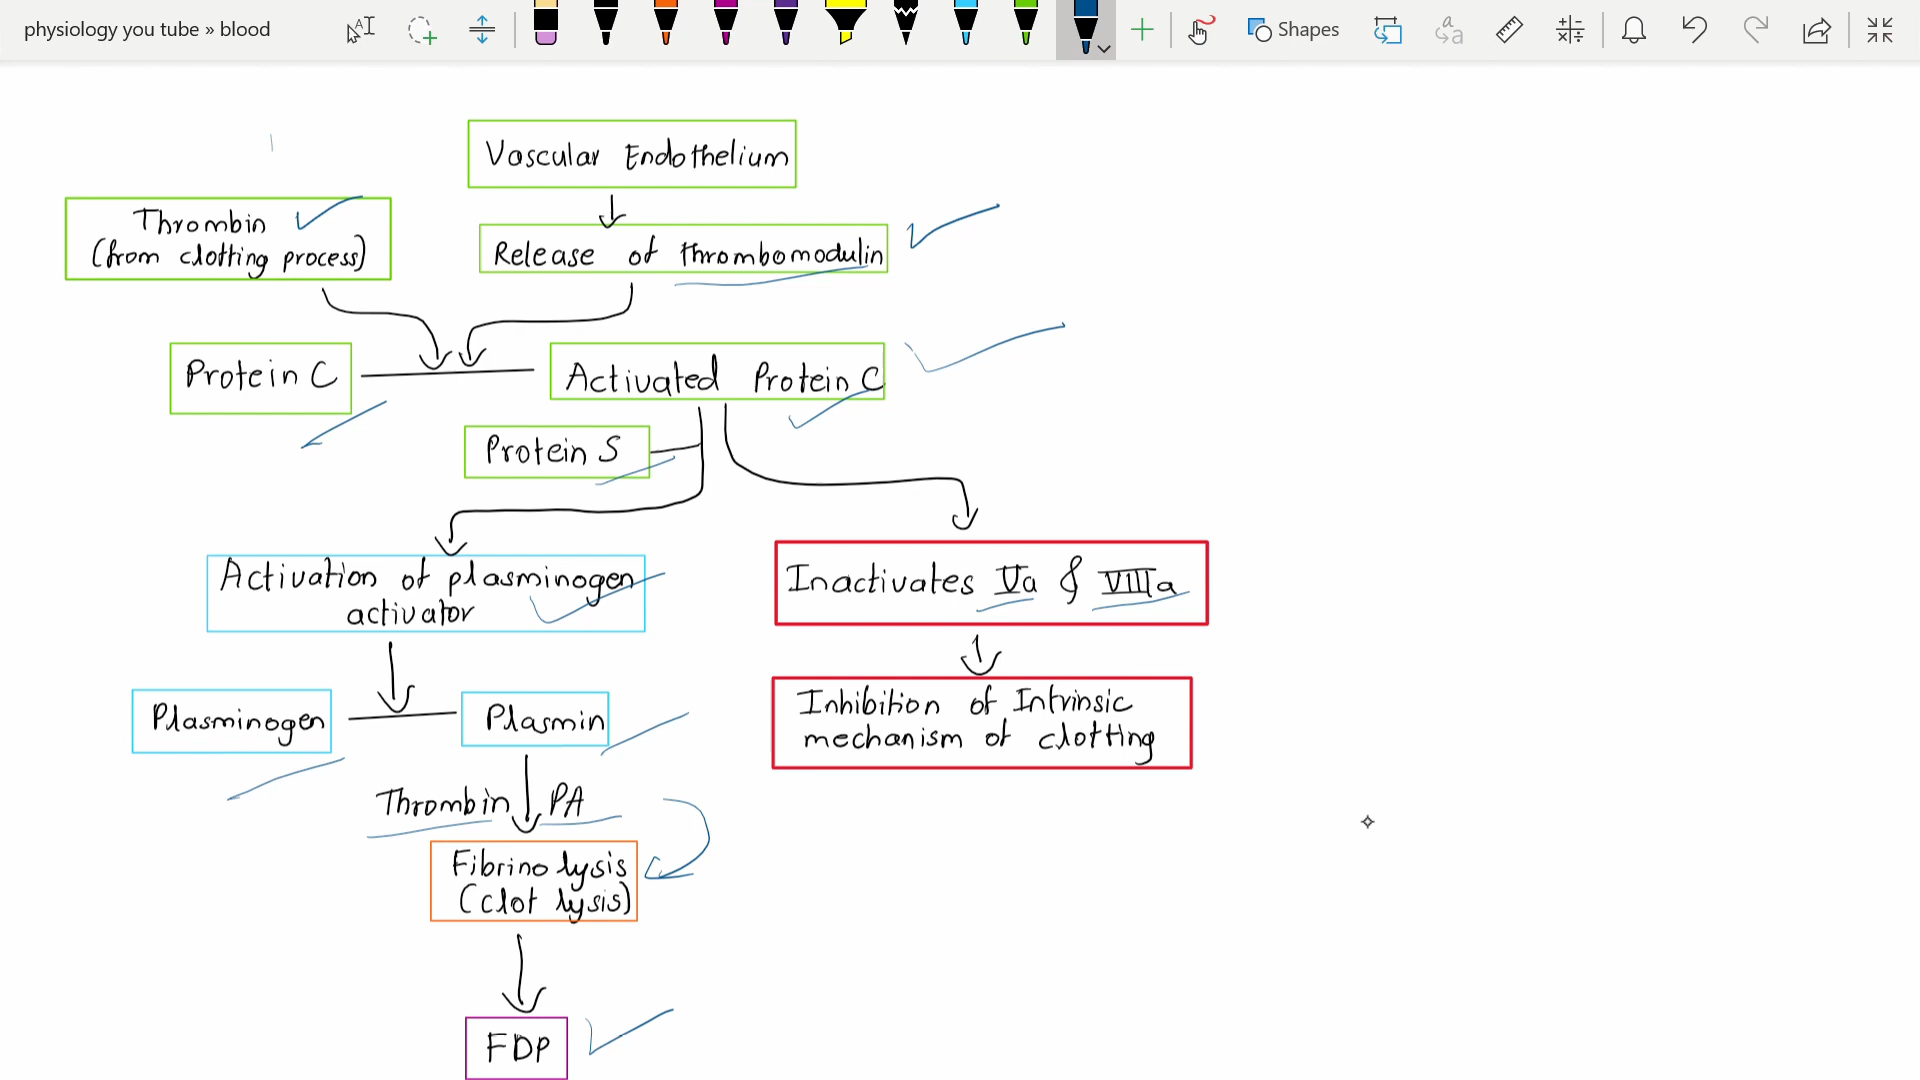 physiology you tube » blood
Shapes
Vascular Endothelium
Thrombin
(from clotting process)
Release of thrombomodulin
Protein C
Activated Protein C
Protein S
Activation of plasminogen
activator
Inactivates Va & VIIIa
Plasminogen
Plasmin
Inhibition of Intrinsic
mechanism of clotting
Thrombin PA
Fibrinolysis
(clot lysis)
FDP